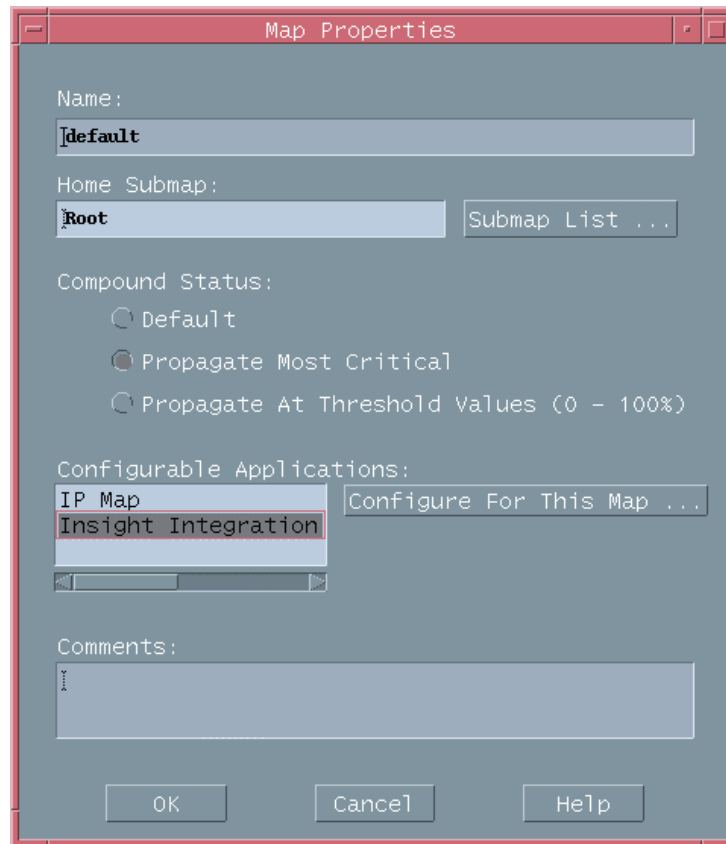 Map Properties
Name:
default
Home Submap:
Root
Submap List ...
Compound Status:
Default
Propagate Most Critical
Propagate At Threshold Values (0 - 100%)
Configurable Applications:
IP Map
Insight Integration
Configure For This Map ...
Comments:
OK
Cancel
Help